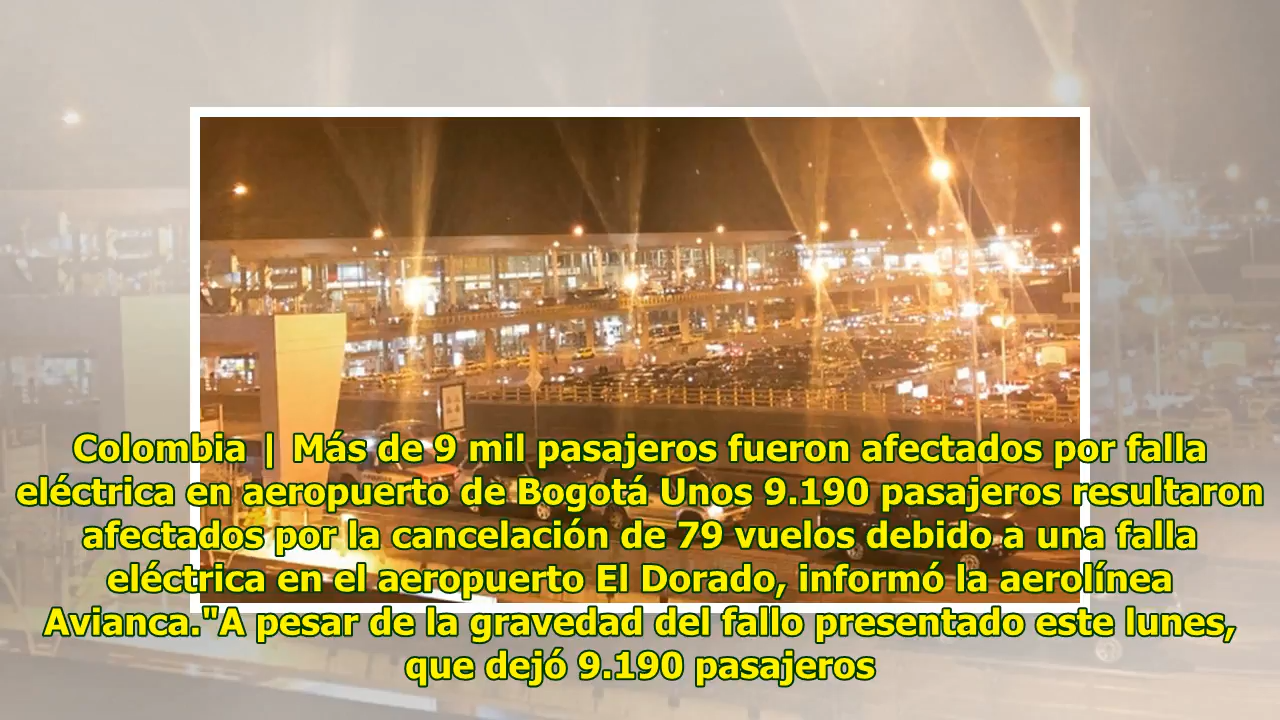 Colombia | Más de 9 mil pasajeros fueron afectados por falla
eléctrica en aeropuerto de Bogotá Unos 9.190 pasajeros resultaron
afectados por la cancelación de 79 vuelos debido a una falla
eléctrica en el aeropuerto El Dorado, informó la aerolínea
Avianca."A pesar de la gravedad del fallo presentado este lunes,
que dejó 9.190 pasajeros